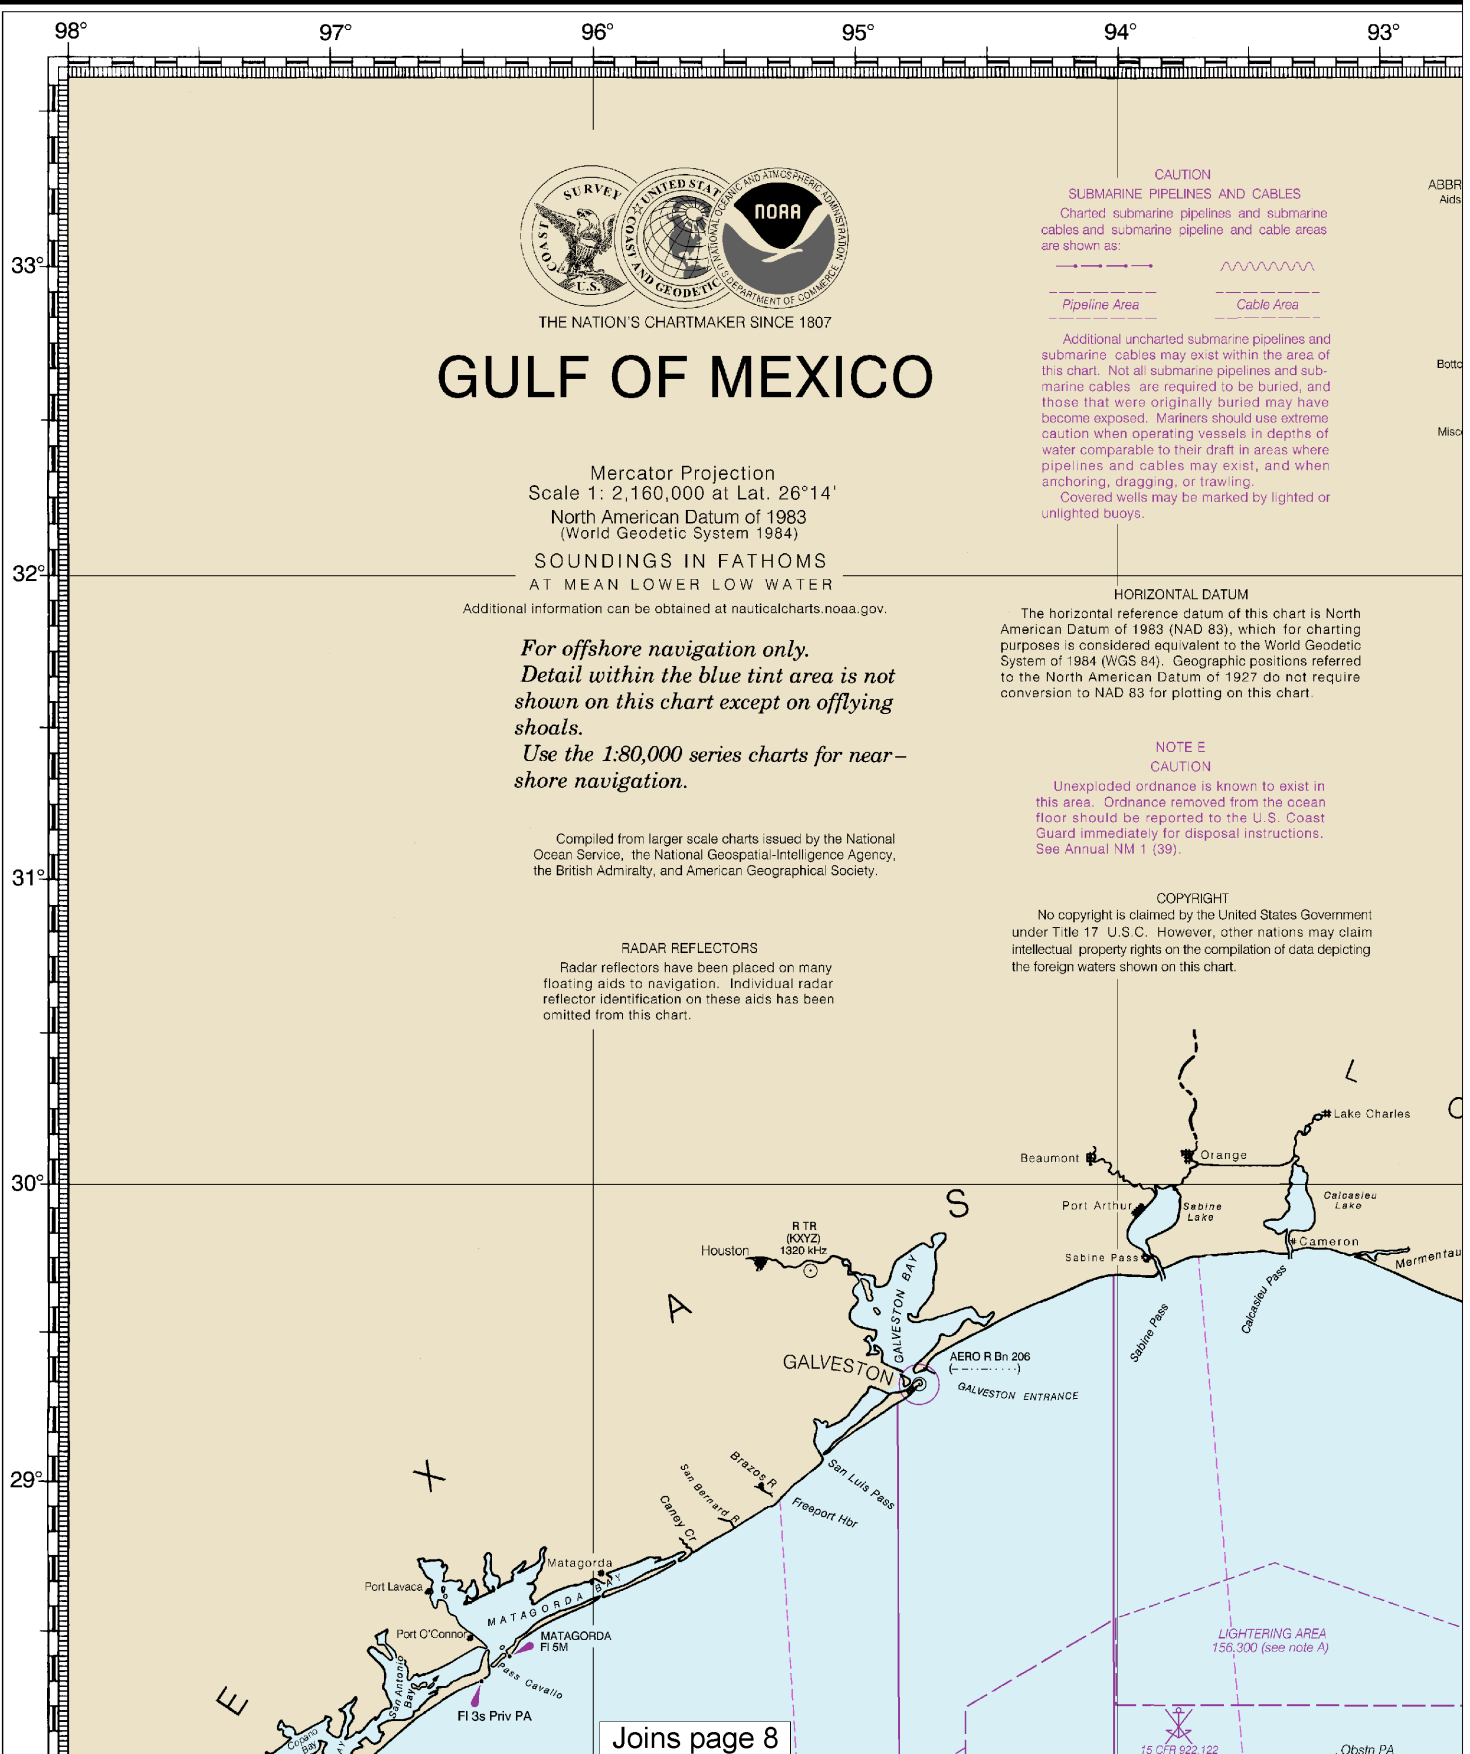 98°
97°
96°
95°
94°
93°
33°
32°
31°
30°
29°
SURVEY
COAST
U.S.
UNITED STAT
COAST AND GEODETIC
NATIONAL OCEANIC AND ATMOSPHERIC ADMINISTRATION
U.S. DEPARTMENT OF COMMERCE
NOAA
THE NATION'S CHARTMAKER SINCE 1807
GULF OF MEXICO
Mercator Projection
Scale 1: 2,160,000 at Lat. 26°14'
North American Datum of 1983
(World Geodetic System 1984)
SOUNDINGS IN FATHOMS
AT MEAN LOWER LOW WATER
Additional information can be obtained at nauticalcharts.noaa.gov.
For offshore navigation only.
Detail within the blue tint area is not
shown on this chart except on offlying
shoals.
Use the 1:80,000 series charts for near–
shore navigation.
Compiled from larger scale charts issued by the National
Ocean Service, the National Geospatial-Intelligence Agency,
the British Admiralty, and American Geographical Society.
RADAR REFLECTORS
Radar reflectors have been placed on many
floating aids to navigation. Individual radar
reflector identification on these aids has been
omitted from this chart.
CAUTION
SUBMARINE PIPELINES AND CABLES
Charted submarine pipelines and submarine
cables and submarine pipeline and cable areas
are shown as:
Pipeline Area
Cable Area
Additional uncharted submarine pipelines and
submarine cables may exist within the area of
this chart. Not all submarine pipelines and sub-
marine cables are required to be buried, and
those that were originally buried may have
become exposed. Mariners should use extreme
caution when operating vessels in depths of
water comparable to their draft in areas where
pipelines and cables may exist, and when
anchoring, dragging, or trawling.
Covered wells may be marked by lighted or
unlighted buoys.
ABBR
Aids
Botto
Misc
HORIZONTAL DATUM
The horizontal reference datum of this chart is North
American Datum of 1983 (NAD 83), which for charting
purposes is considered equivalent to the World Geodetic
System of 1984 (WGS 84). Geographic positions referred
to the North American Datum of 1927 do not require
conversion to NAD 83 for plotting on this chart.
NOTE E
CAUTION
Unexploded ordnance is known to exist in
this area. Ordnance removed from the ocean
floor should be reported to the U.S. Coast
Guard immediately for disposal instructions.
See Annual NM 1 (39).
COPYRIGHT
No copyright is claimed by the United States Government
under Title 17 U.S.C. However, other nations may claim
intellectual property rights on the compilation of data depicting
the foreign waters shown on this chart.
L
O
Lake Charles
Beaumont
Orange
Port Arthur
Sabine
Lake
Calcasieu
Lake
Sabine Pass
Cameron
Mermentau
Sabine Pass
Calcasieu Pass
S
A
X
E
R TR
(KXYZ)
1320 kHz
Houston
GALVESTON BAY
GALVESTON
AERO R Bn 206
(–·····–···)
GALVESTON ENTRANCE
San Luis Pass
Freeport Hbr
Brazos R
San Bernard R
Caney Cr
Matagorda
Port Lavaca
MATAGORDA BAY
Port O'Connor
MATAGORDA
Fl 5M
Pass Cavallo
San Antonio
Bay
Fl 3s Priv PA
Copano
Bay
AY
LIGHTERING AREA
156.300 (see note A)
15 CFR 922.122
Obstn PA
Joins page 8